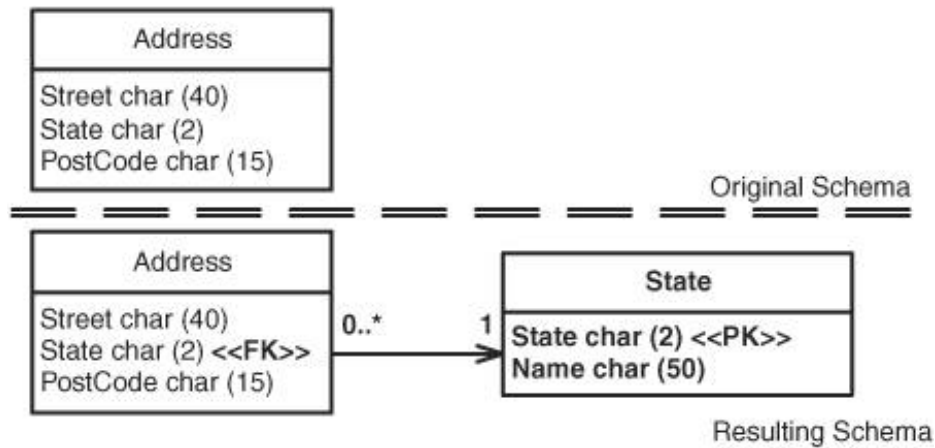 Address
Street char (40)
State char (2)
PostCode char (15)
Original Schema
Address
Street char (40)
State char (2) <<FK>>
PostCode char (15)
0..*
1
State
State char (2) <<PK>>
Name char (50)
Resulting Schema